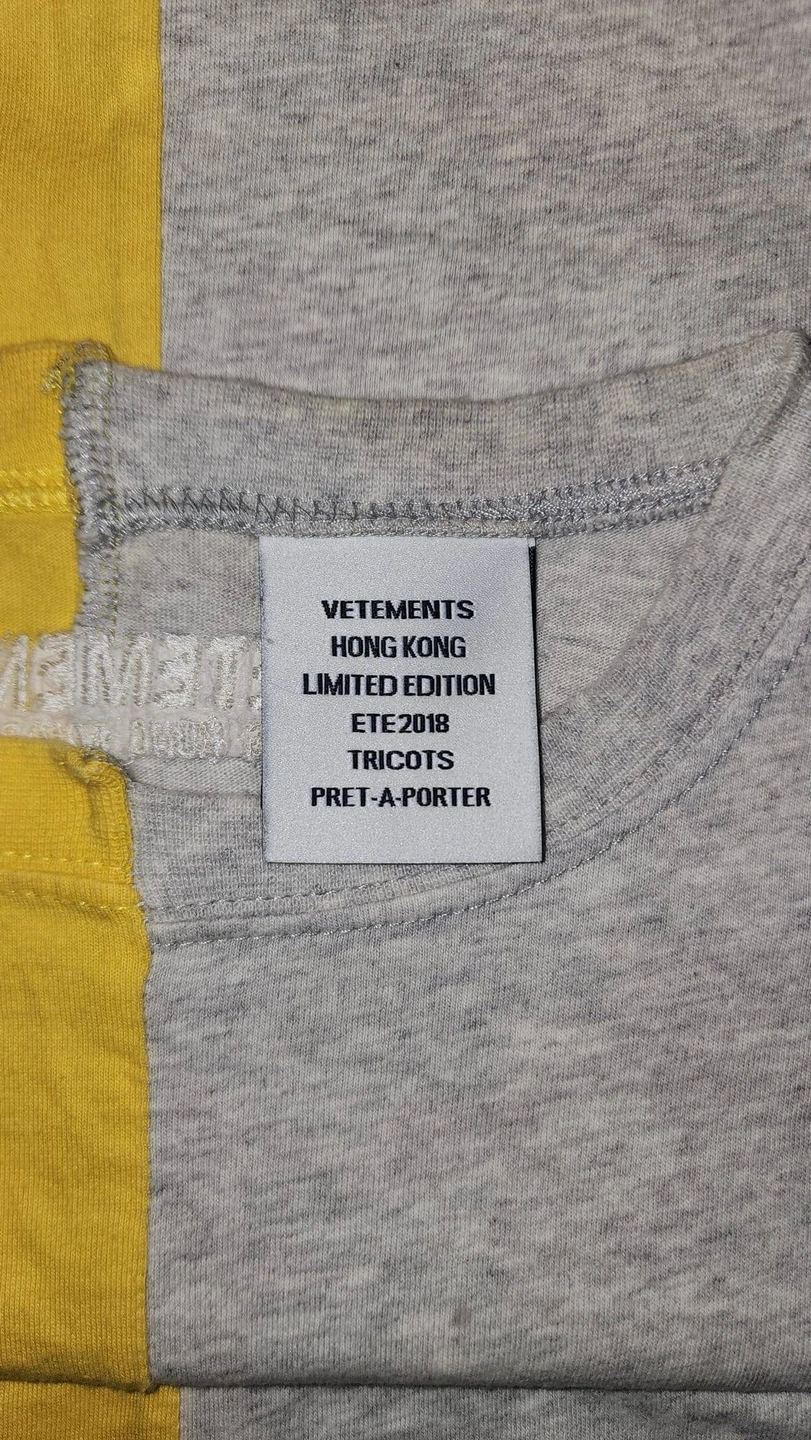 VETEMENTS
HONG KONG
LIMITED EDITION
ETE2018
TRICOTS
PRET-A-PORTER